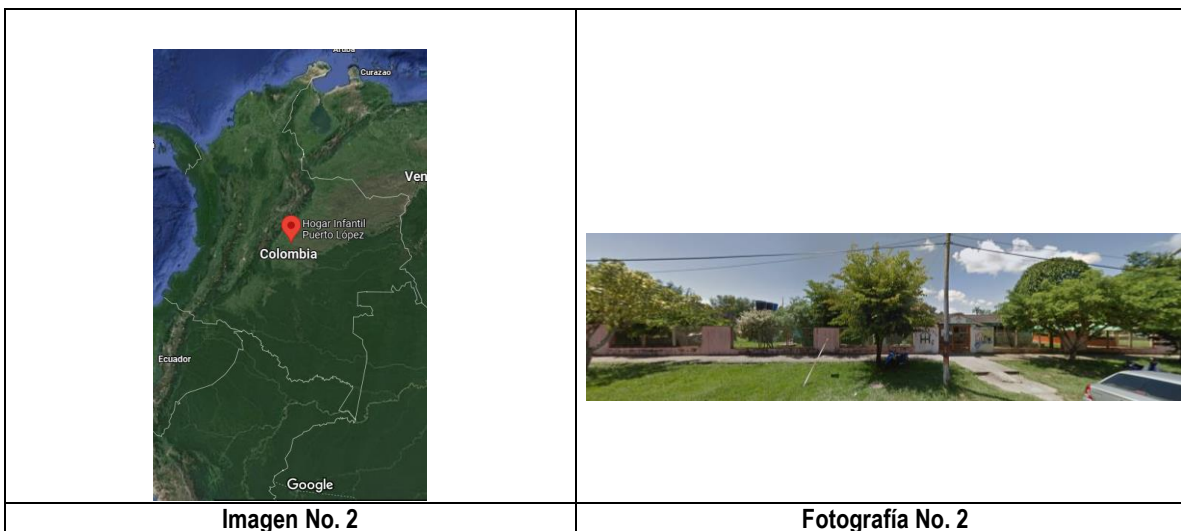 Aruba
Curazao
Ven
Hogar Infantil
Puerto López
Colombia
Ecuador
Google
Imagen No. 2
Fotografía No. 2